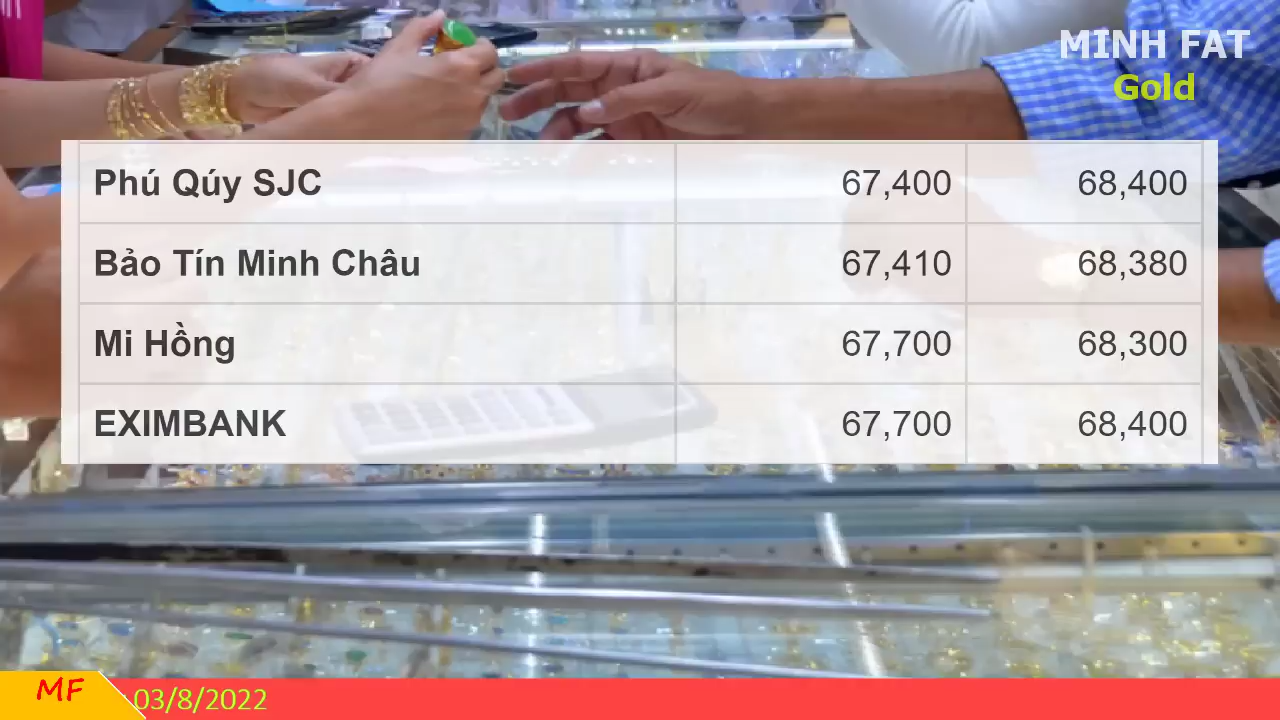 MINH FAT
Gold
Phú Qúy SJC 67,400 68,400
Bảo Tín Minh Châu 67,410 68,380
Mi Hồng 67,700 68,300
EXIMBANK 67,700 68,400
MF 03/8/2022